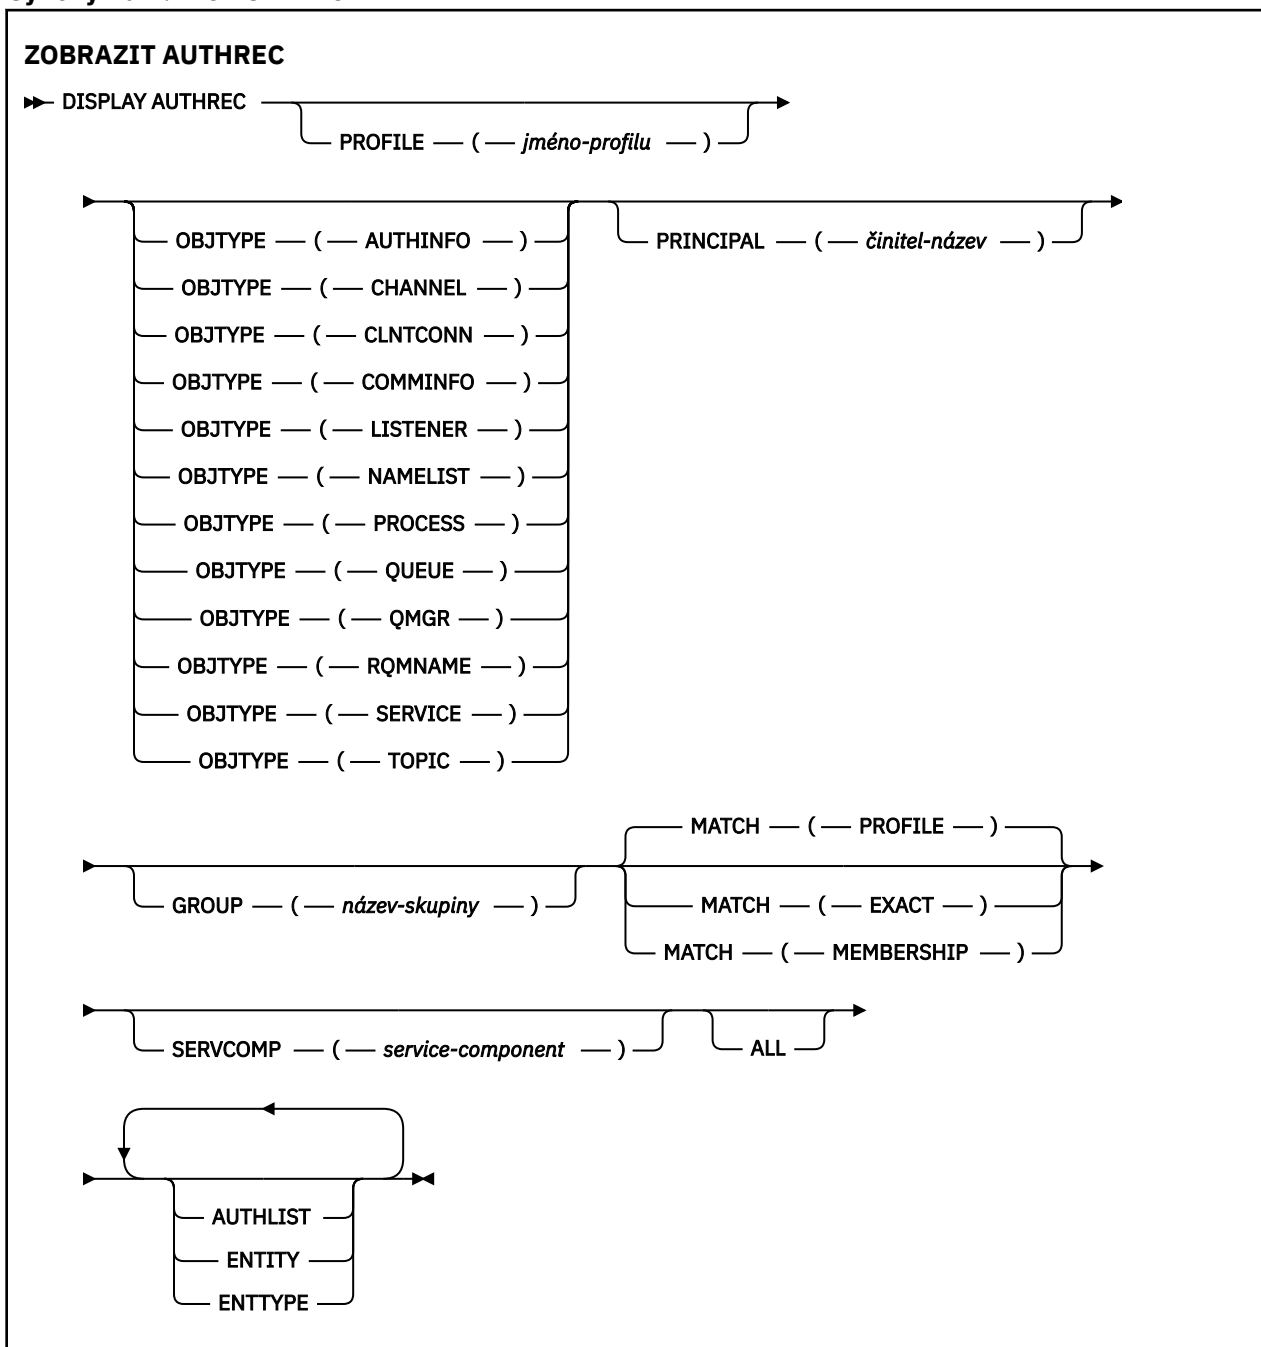 ZOBRAZIT AUTHREC
DISPLAY AUTHREC
PROFILE ( jméno-profilu )
OBJTYPE ( AUTHINFO )
PRINCIPAL ( činitel-název )
OBJTYPE ( CHANNEL )
OBJTYPE ( CLNTCONN )
OBJTYPE ( COMMINFO )
OBJTYPE ( LISTENER )
OBJTYPE ( NAMELIST )
OBJTYPE ( PROCESS )
OBJTYPE ( QUEUE )
OBJTYPE ( QMGR )
OBJTYPE ( RQMNAME )
OBJTYPE ( SERVICE )
OBJTYPE ( TOPIC )
MATCH ( PROFILE )
GROUP ( název-skupiny )
MATCH ( EXACT )
MATCH ( MEMBERSHIP )
SERVCOMP ( service-component )
ALL
AUTHLIST
ENTITY
ENTTYPE